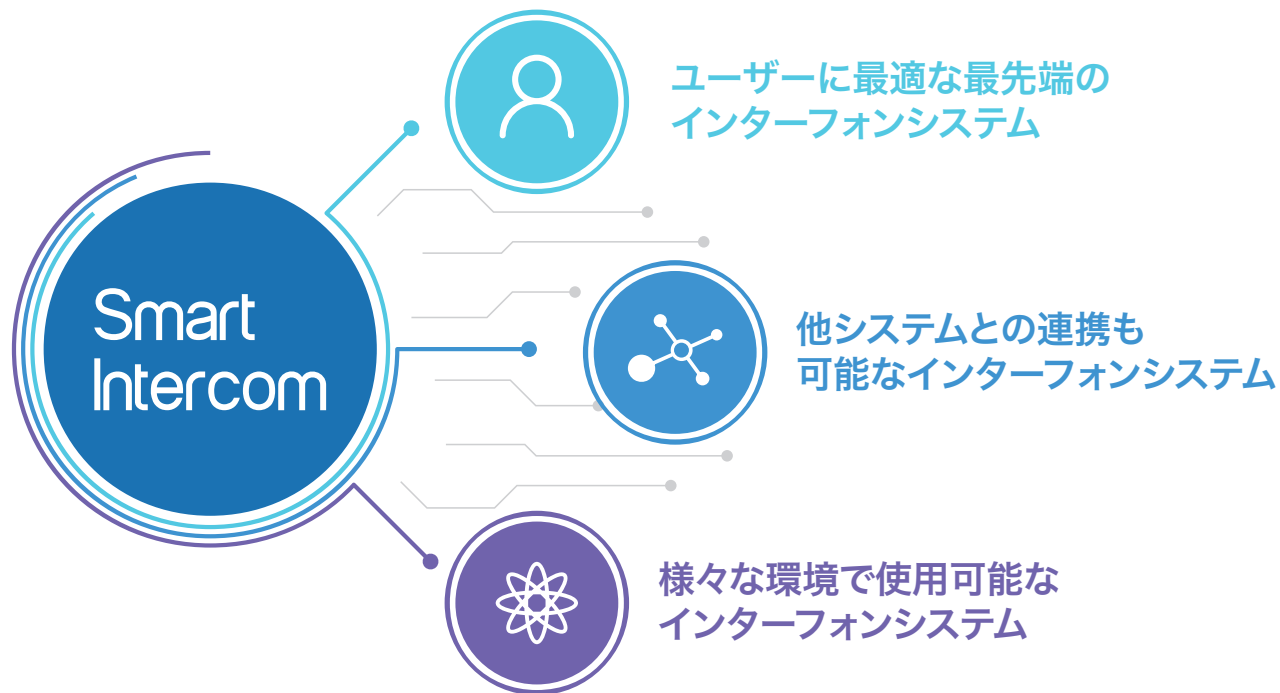 Smart
Intercom
ユーザーに最適な最先端の
インターフォンシステム
他システムとの連携も
可能なインターフォンシステム
様々な環境で使用可能な
インターフォンシステム